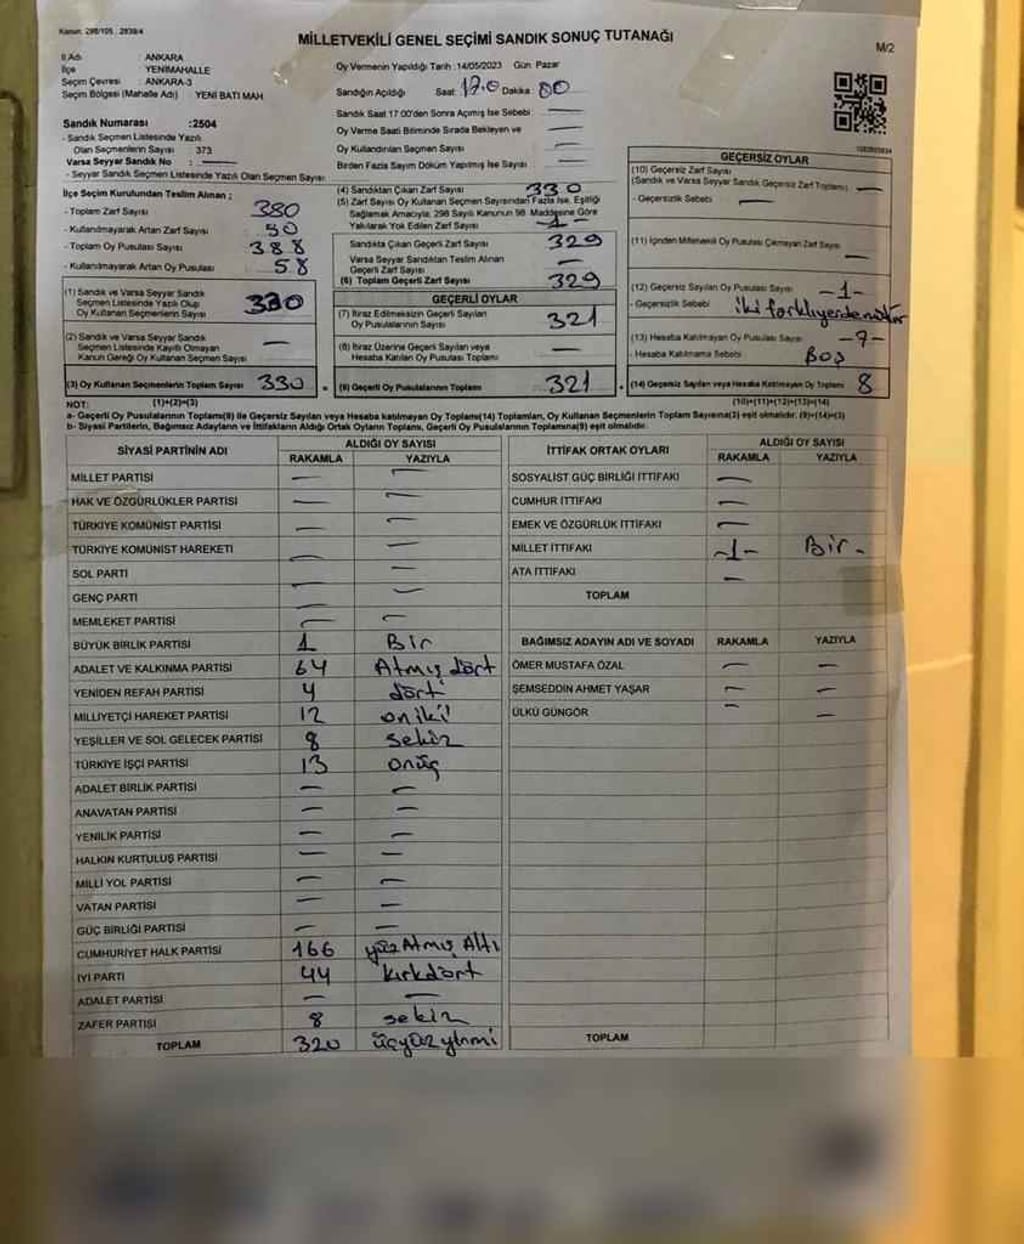 Kanun: 298/105 2839/4
MİLLETVEKİLİ GENEL SEÇİMİ SANDIK SONUÇ TUTANAĞI
M/2
İl Adı : ANKARA
İlçe : YENİMAHALLE
Seçim Çevresi : ANKARA-3
Seçim Bölgesi (Mahalle Adı) : YENİ BATI MAH
Oy Vermenin Yapıldığı Tarih :14/05/2023 Gün: Pazar
Sandığın Açıldığı Saat: 17.0 Dakika: 00
Sandık Saat 17:00'den Sonra Açımış İse Sebebi —
Oy Verme Saati Bitiminde Sırada Bekleyen ve —
Oy Kullandırılan Seçmen Sayısı —
Birden Fazla Sayım Döküm Yapılmış İse Sayısı —
Sandık Numarası :2504
- Sandık Seçmen Listesinde Yazılı
Olan Seçmenlerin Sayısı 373
Varsa Seyyar Sandık No : —
- Seyyar Sandık Seçmen Listesinde Yazılı Olan Seçmen Sayısı:
İlçe Seçim Kurulundan Teslim Alınan ;
- Toplam Zarf Sayısı 380
- Kullanılmayarak Artan Zarf Sayısı 50
- Toplam Oy Pusulası Sayısı 388
- Kullanılmayarak Artan Oy Pusulası 58
(1) Sandık ve Varsa Seyyar Sandık
Seçmen Listesinde Yazılı Olup
Oy Kullanan Seçmenlerin Sayısı 330
(2) Sandık ve Varsa Seyyar Sandık
Seçmen Listesinde Kayıtlı Olmayan
Kanun Gereği Oy Kullanan Seçmen Sayısı —
(3) Oy Kullanan Seçmenlerin Toplam Sayısı 330
(4) Sandıktan Çıkan Zarf Sayısı 330
(5) Zarf Sayısı Oy Kullanan Seçmen Sayısından Fazla İse, Eşitliği
Sağlamak Amacıyla, 298 Sayılı Kanunun 98. Maddesine Göre
Yakılarak Yok Edilen Zarf Sayısı -1-
Sandıkta Çıkan Geçerli Zarf Sayısı 329
Varsa Seyyar Sandıktan Teslim Alınan
Geçerli Zarf Sayısı —
(6) Toplam Geçerli Zarf Sayısı 329
GEÇERLİ OYLAR
(7) İtiraz Edilmeksizin Geçerli Sayılan
Oy Pusulalarının Sayısı 321
(8) İtiraz Üzerine Geçerli Sayılan veya
Hesaba Katılan Oy Pusulası Toplamı —
(9) Geçerli Oy Pusulalarının Toplamı 321
GEÇERSİZ OYLAR
(10) Geçersiz Zarf Sayısı
(Sandık ve Varsa Seyyar Sandık Geçersiz Zarf Toplamı) —
- Geçersizlik Sebebi —
(11) İçinden Milletvekili Oy Pusulası Çıkmayan Zarf Sayısı —
(12) Geçersiz Sayılan Oy Pusulası Sayısı -1-
- Geçersizlik Sebebi iki farklıyerde mühür
(13) Hesaba Katılmayan Oy Pusulası Sayısı -7-
- Hesaba Katılmama Sebebi Boş
(14) Geçersiz Sayılan veya Hesaba Katılmayan Oy Toplamı 8
NOT: (1)+(2)=(3) (10)+(11)+(12)+(13)=(14)
a- Geçerli Oy Pusulalarının Toplamı(9) ile Geçersiz Sayılan veya Hesaba katılmayan Oy Toplamı(14) Toplamları, Oy Kullanan Seçmenlerin Toplam Sayısına(3) eşit olmalıdır. (9)+(14)=(3)
b- Siyasi Partilerin, Bağımsız Adayların ve İttifakların Aldığı Ortak Oyların Toplamı, Geçerli Oy Pusulalarının Toplamına(9) eşit olmalıdır.
SİYASİ PARTİNİN ADI ALDIĞI OY SAYISI
RAKAMLA YAZIYLA
MİLLET PARTİSİ — —
HAK VE ÖZGÜRLÜKLER PARTİSİ — —
TÜRKİYE KOMÜNİST PARTİSİ — —
TÜRKİYE KOMÜNİST HAREKETİ — —
SOL PARTİ — —
GENÇ PARTİ — —
MEMLEKET PARTİSİ — —
BÜYÜK BİRLİK PARTİSİ 1 Bir
ADALET VE KALKINMA PARTİSİ 64 Atmış dört
YENİDEN REFAH PARTİSİ 4 dört
MİLLİYETÇİ HAREKET PARTİSİ 12 oniki
YEŞİLLER VE SOL GELECEK PARTİSİ 8 sekiz
TÜRKİYE İŞÇİ PARTİSİ 13 onüç
ADALET BİRLİK PARTİSİ — —
ANAVATAN PARTİSİ — —
YENİLİK PARTİSİ — —
HALKIN KURTULUŞ PARTİSİ — —
MİLLİ YOL PARTİSİ — —
VATAN PARTİSİ — —
GÜÇ BİRLİĞİ PARTİSİ — —
CUMHURİYET HALK PARTİSİ 166 yüz Atmış Altı
İYİ PARTİ 44 kırkdört
ADALET PARTİSİ — —
ZAFER PARTİSİ 8 sekiz
TOPLAM 320 üçyüz yirmi
İTTİFAK ORTAK OYLARI ALDIĞI OY SAYISI
RAKAMLA YAZIYLA
SOSYALİST GÜÇ BİRLİĞİ İTTİFAKI —
CUMHUR İTTİFAKI —
EMEK VE ÖZGÜRLÜK İTTİFAKI —
MİLLET İTTİFAKI -1- Bir.
ATA İTTİFAKI —
TOPLAM
BAĞIMSIZ ADAYIN ADI VE SOYADI RAKAMLA YAZIYLA
ÖMER MUSTAFA ÖZAL — —
ŞEMSEDDİN AHMET YAŞAR — —
ÜLKÜ GÜNGÖR — —
TOPLAM